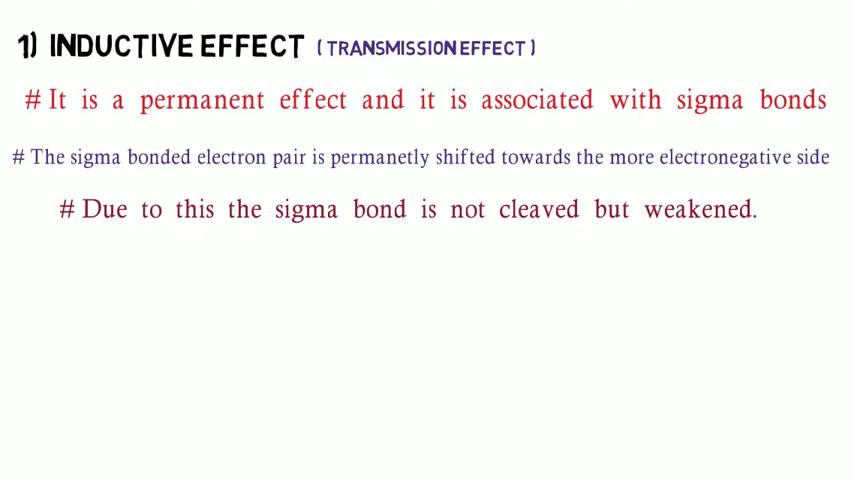 1) INDUCTIVE EFFECT (TRANSMISSION EFFECT)
# It is a permanent effect and it is associated with sigma bonds
# The sigma bonded electron pair is permanetly shifted towards the more electronegative side
# Due to this the sigma bond is not cleaved but weakened.